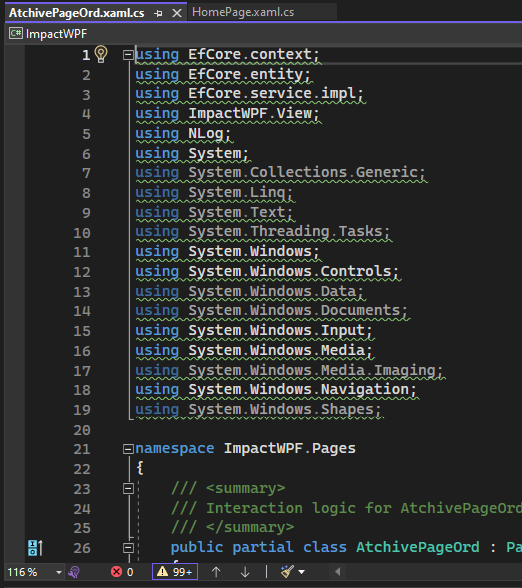 AtchivePageOrd.xaml.cs HomePage.xaml.cs
C# ImpactWPF
1 using EfCore.context;
2 using EfCore.entity;
3 using EfCore.service.impl;
4 using ImpactWPF.View;
5 using NLog;
6 using System;
7 using System.Collections.Generic;
8 using System.Linq;
9 using System.Text;
10 using System.Threading.Tasks;
11 using System.Windows;
12 using System.Windows.Controls;
13 using System.Windows.Data;
14 using System.Windows.Documents;
15 using System.Windows.Input;
16 using System.Windows.Media;
17 using System.Windows.Media.Imaging;
18 using System.Windows.Navigation;
19 using System.Windows.Shapes;
20
21 namespace ImpactWPF.Pages
22 {
23 /// <summary>
24 /// Interaction logic for AtchivePageOrd
25 /// </summary>
26 public partial class AtchivePageOrd : Pa
116 % 0 99+